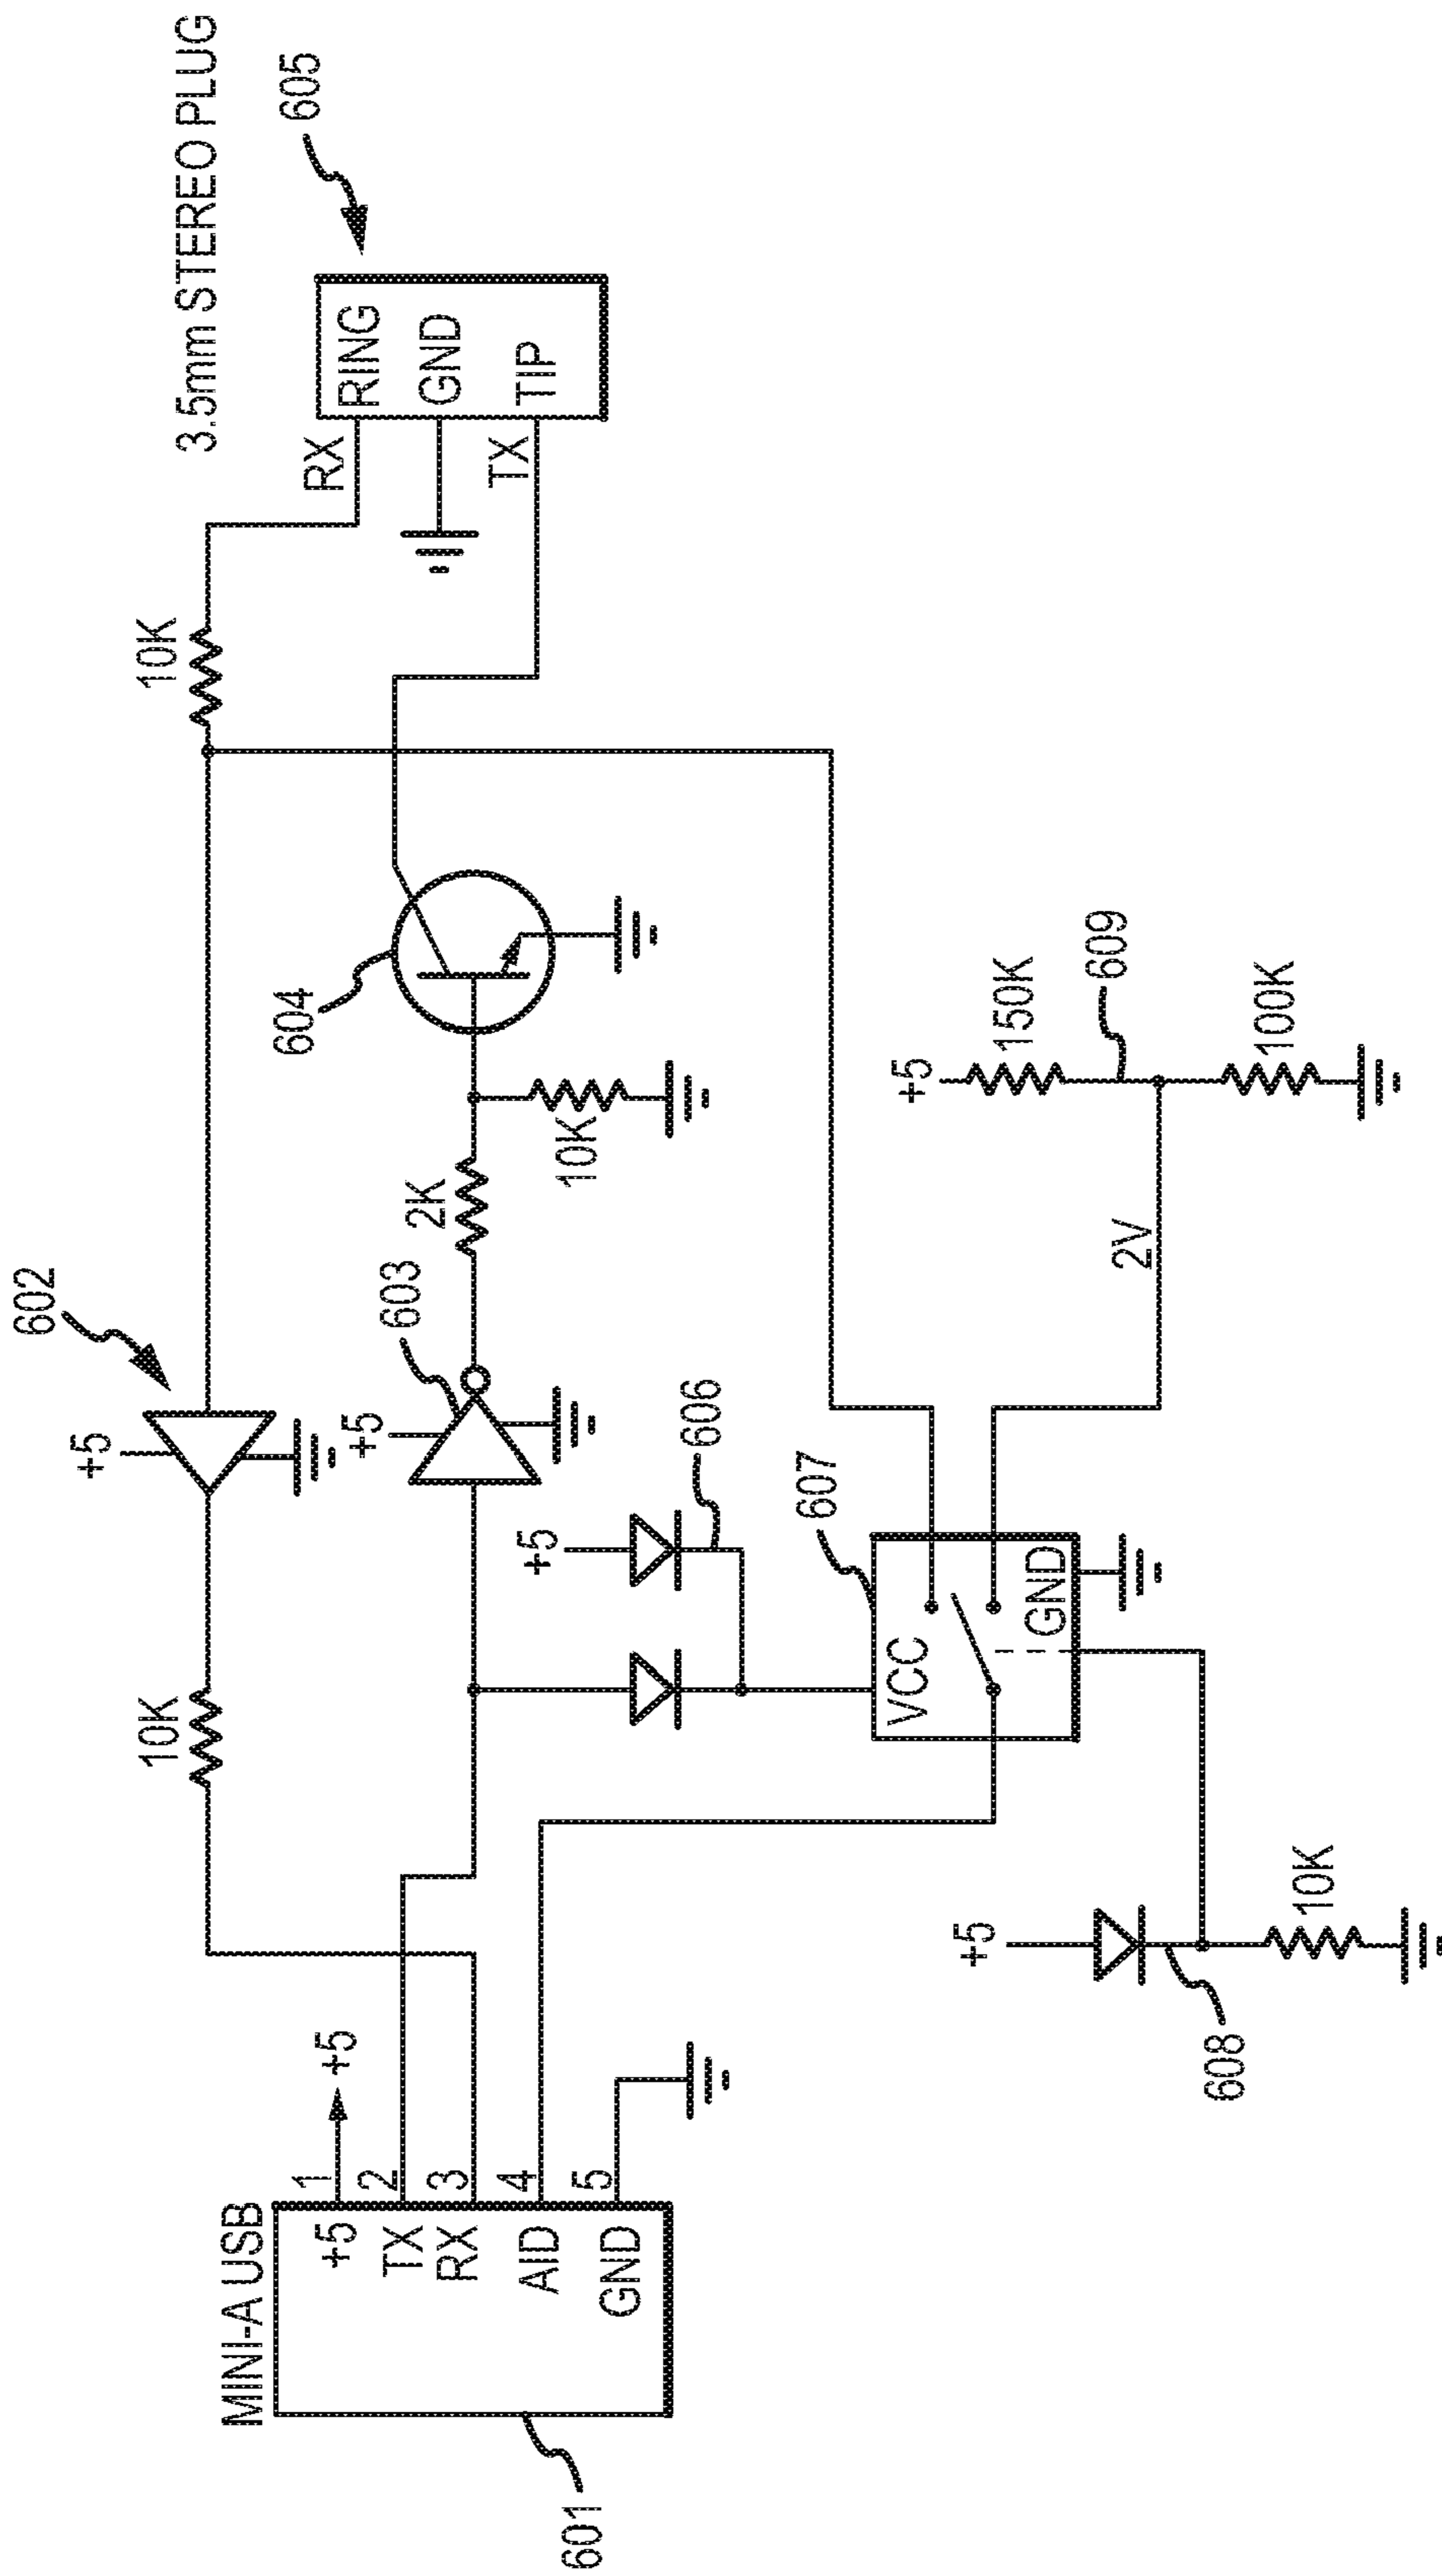 3.5mm STEREO PLUG
605
10K
RX
RING
GND
TX
TIP
602
+5
10K
604
603
+5
2K
10K
+5
606
607
VCC
GND
+5
150K
609
2V
100K
+5
608
10K
MINI-A USB
601
+5
1
+5
TX
2
RX
3
AID
4
GND
5